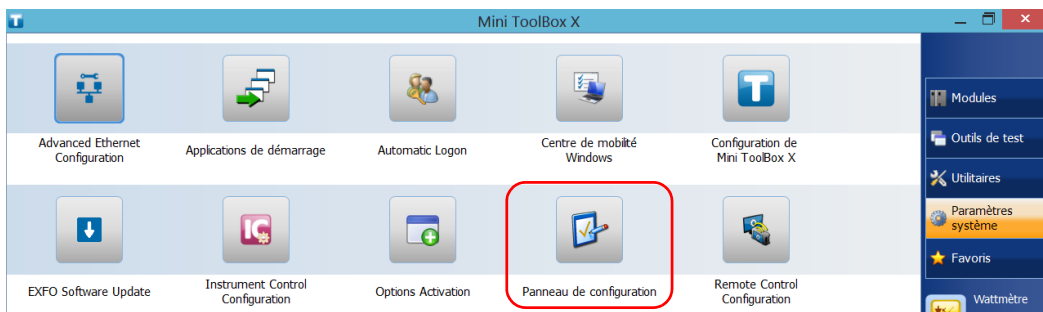 Mini ToolBox X
Advanced Ethernet
Configuration
Applications de démarrage
Automatic Logon
Centre de mobilité
Windows
Configuration de
Mini ToolBox X
EXFO Software Update
Instrument Control
Configuration
Options Activation
Panneau de configuration
Remote Control
Configuration
Modules
Outils de test
Utilitaires
Paramètres
système
Favoris
Wattmètre